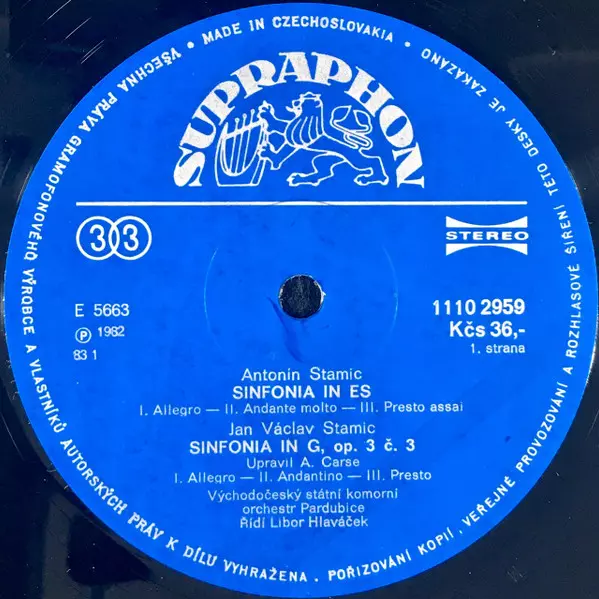 VŠECHNA PRÁVA GRAMOFONOVÉHO VÝROBCE A VLASTNÍKŮ AUTORSKÝCH PRÁV K DÍLU VYHRAŽENA . POŘIZOVÁNÍ KOPIÍ, VEŘEJNÉ PROVOZOVÁNÍ A ROZHLASOVÉ ŠÍŘENÍ TÉTO DESKY JE ZAKÁZÁNO
• MADE IN CZECHOSLOVAKIA •
SUPRAPHON
33
STEREO
E 5663
℗ 1982
83 1
1110 2959
Kčs 36,-
1. strana
Antonín Stamic
SINFONIA IN ES
I. Allegro — II. Andante molto — III. Presto assai
Jan Václav Stamic
SINFONIA IN G, op. 3 č. 3
Upravil A. Carse
I. Allegro — II. Andantino — III. Presto
Východočeský státní komorní
orchestr Pardubice
Řídí Libor Hlaváček